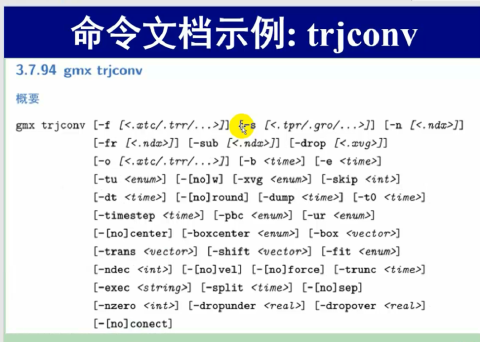 命令文档示例: trjconv
3.7.94 gmx trjconv
概要
gmx trjconv [-f [<.xtc/.trr/...>]] [-s [<.tpr/.gro/...>]] [-n [<.ndx>]]
[-fr [<.ndx>]] [-sub [<.ndx>]] [-drop [<.xvg>]]
[-o [<.xtc/.trr/...>]] [-b <time>] [-e <time>]
[-tu <enum>] [-[no]w] [-xvg <enum>] [-skip <int>]
[-dt <time>] [-[no]round] [-dump <time>] [-t0 <time>]
[-timestep <time>] [-pbc <enum>] [-ur <enum>]
[-[no]center] [-boxcenter <enum>] [-box <vector>]
[-trans <vector>] [-shift <vector>] [-fit <enum>]
[-ndec <int>] [-[no]vel] [-[no]force] [-trunc <time>]
[-exec <string>] [-split <time>] [-[no]sep]
[-nzero <int>] [-dropunder <real>] [-dropover <real>]
[-[no]conect]